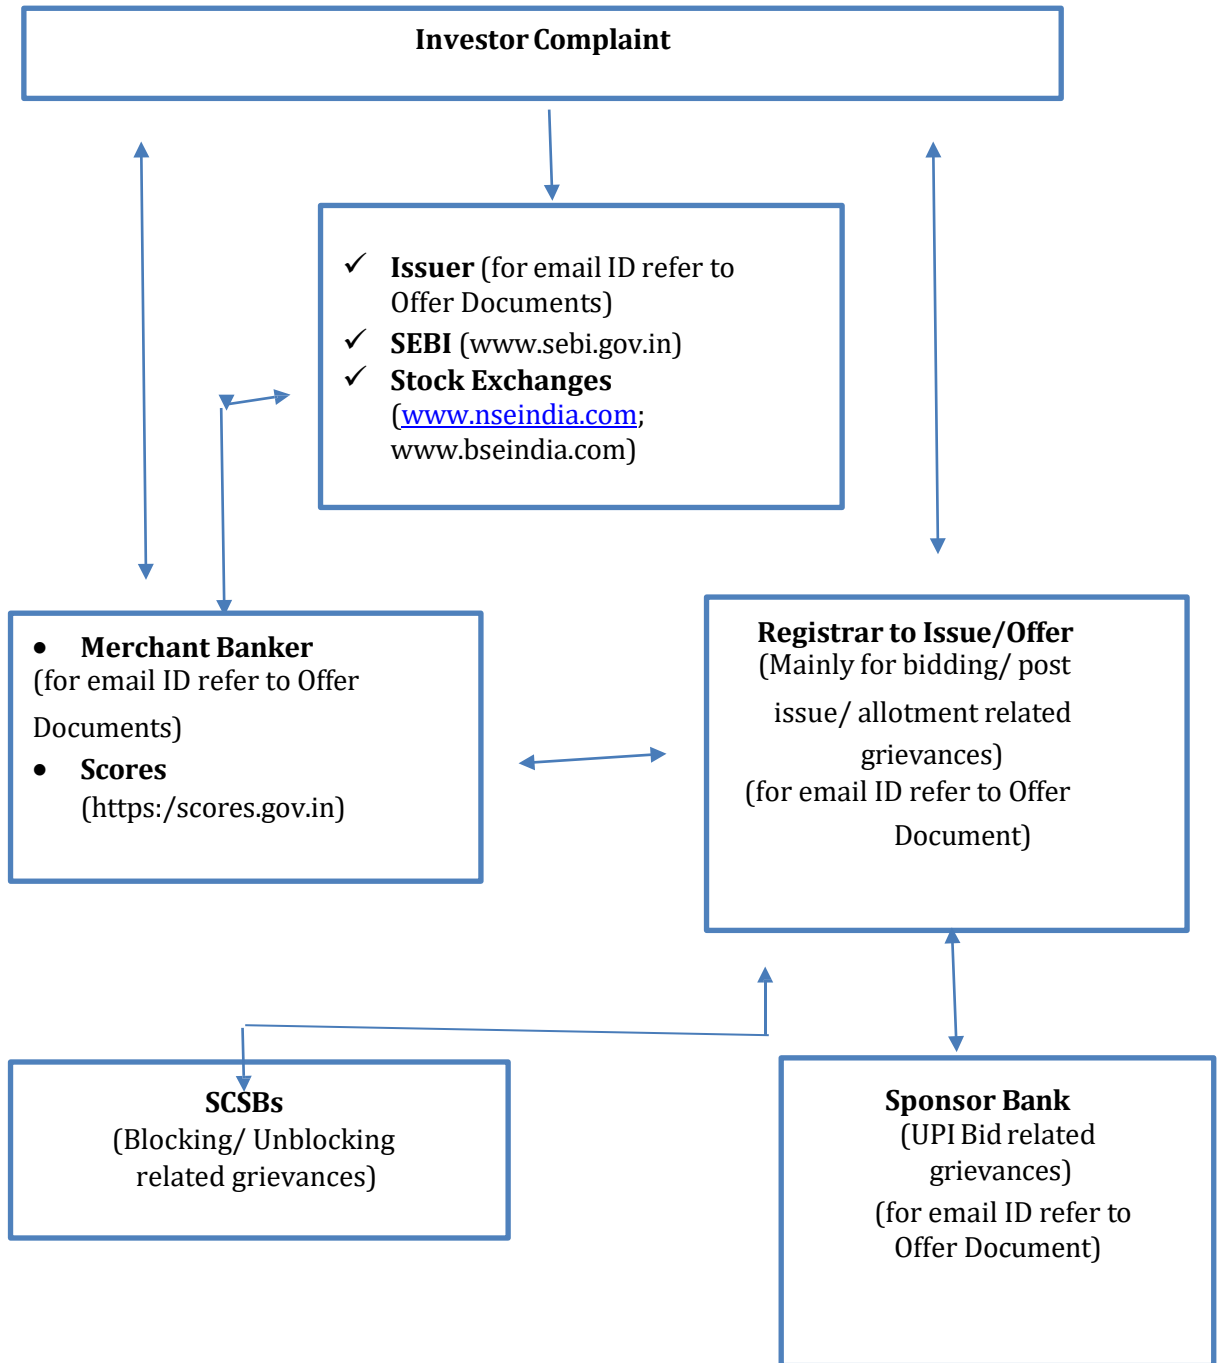 Investor Complaint
✓ Issuer (for email ID refer to
Offer Documents)
✓ SEBI (www.sebi.gov.in)
✓ Stock Exchanges
(www.nseindia.com;
www.bseindia.com)
• Merchant Banker
(for email ID refer to Offer
Documents)
• Scores
(https:/scores.gov.in)
Registrar to Issue/Offer
(Mainly for bidding/ post
issue/ allotment related
grievances)
(for email ID refer to Offer
Document)
SCSBs
(Blocking/ Unblocking
related grievances)
Sponsor Bank
(UPI Bid related
grievances)
(for email ID refer to
Offer Document)